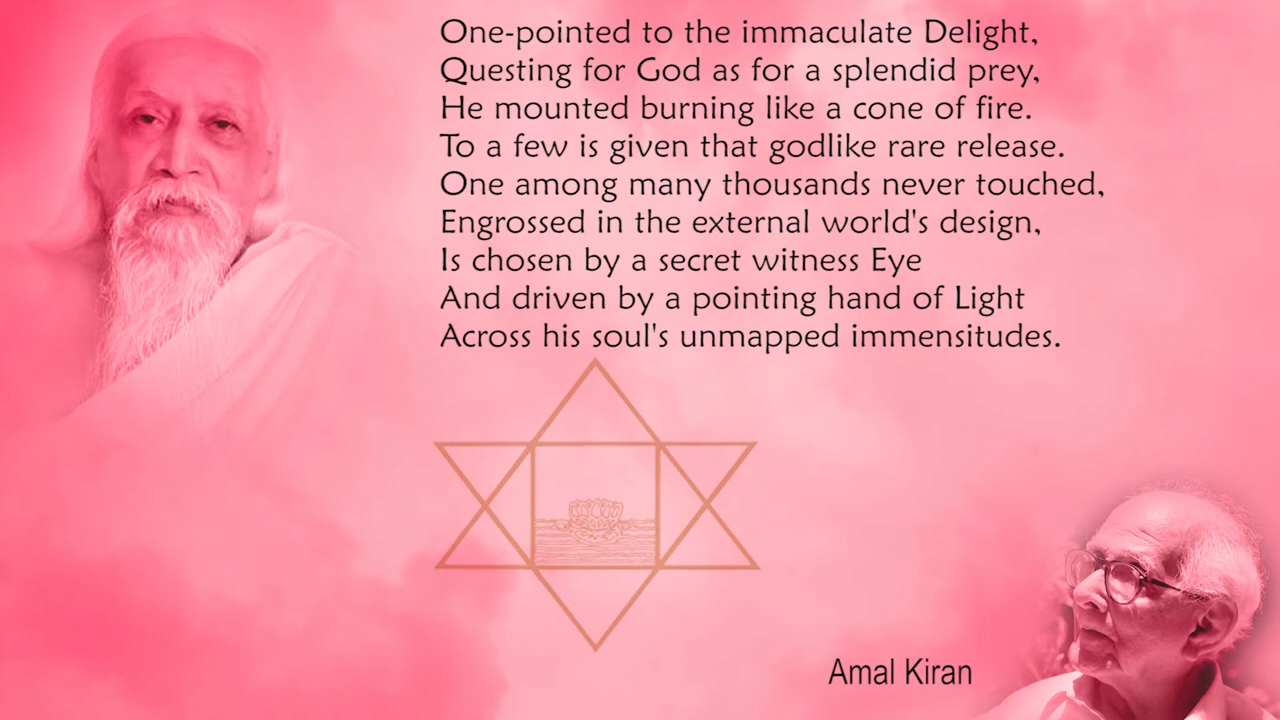 One-pointed to the immaculate Delight,
Questing for God as for a splendid prey,
He mounted burning like a cone of fire.
To a few is given that godlike rare release.
One among many thousands never touched,
Engrossed in the external world's design,
Is chosen by a secret witness Eye
And driven by a pointing hand of Light
Across his soul's unmapped immensitudes.
Amal Kiran